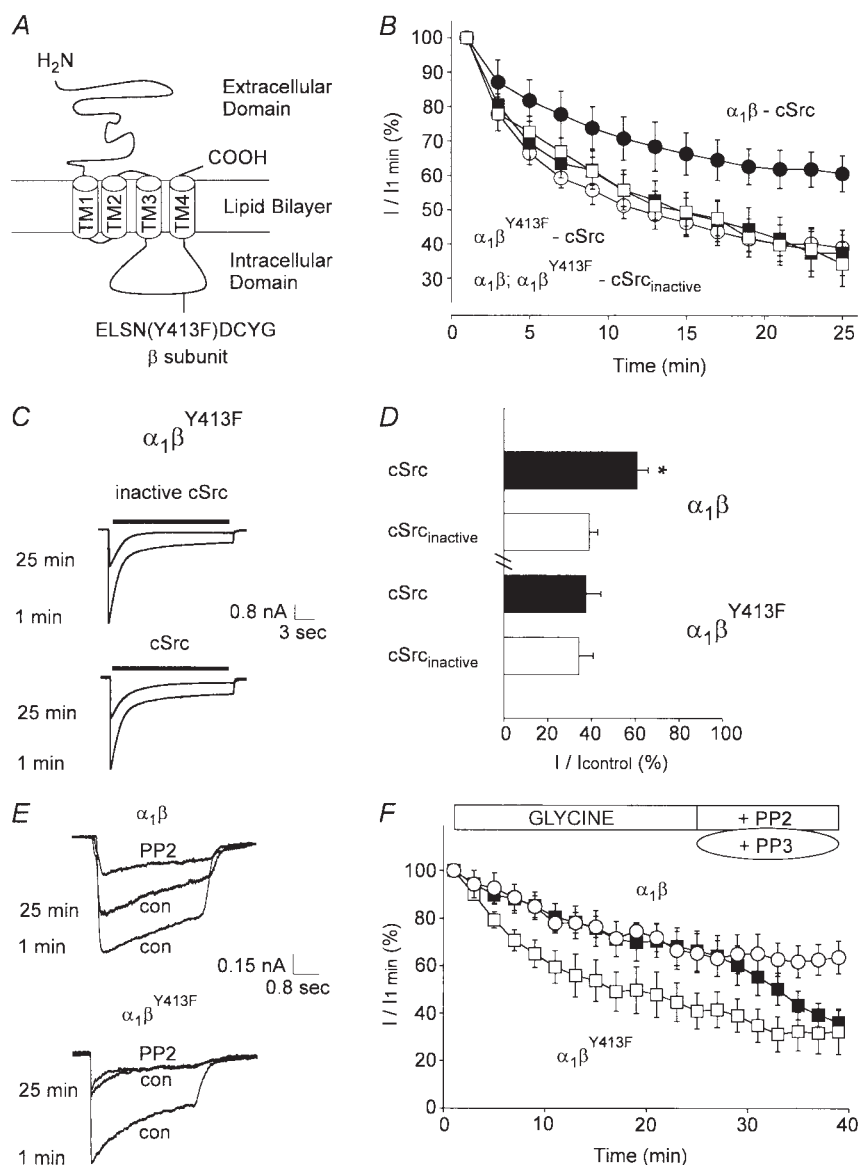 A
H2N
Extracellular
Domain
COOH
TM1
TM2
TM3
TM4
Lipid Bilayer
Intracellular
Domain
ELSN(Y413F)DCYG
β subunit
B
I / I1 min (%)
100
90
80
70
60
50
40
30
α1β - cSrc
α1βY413F - cSrc
α1β; α1βY413F - cSrcinactive
5
10
15
20
25
Time (min)
C
α1βY413F
inactive cSrc
25 min
1 min
0.8 nA
3 sec
cSrc
25 min
1 min
D
cSrc
*
α1β
cSrcinactive
cSrc
α1βY413F
cSrcinactive
0
20
40
60
80
100
I / Icontrol (%)
E
α1β
PP2
25 min
con
1 min
con
0.15 nA
0.8 sec
α1βY413F
PP2
con
25 min
con
1 min
F
GLYCINE
+ PP2
+ PP3
I / I1 min (%)
100
80
60
40
20
0
α1β
α1βY413F
0
10
20
30
40
Time (min)